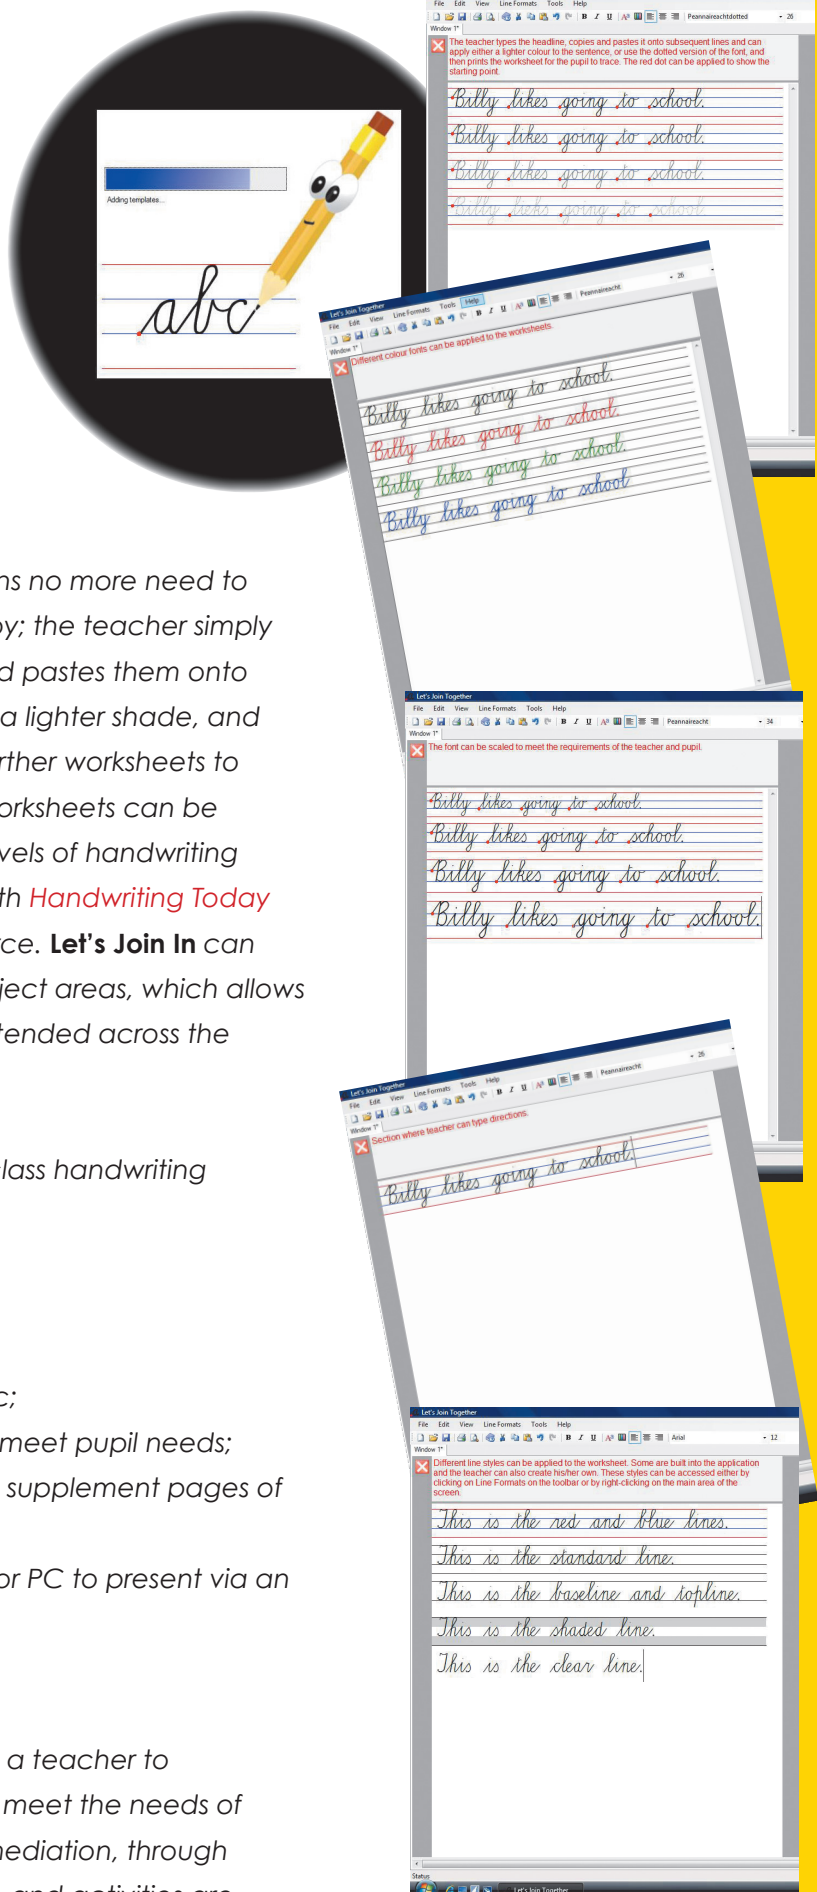 File Edit View Line Formats Tools Help
B I U Peannaireachtdotted 26
Window 1*
The teacher types the headline, copies and pastes it onto subsequent lines and can
apply either a lighter colour to the sentence, or use the dotted version of the font, and
then prints the worksheet for the pupil to trace. The red dot can be applied to show the
starting point.
Billy likes going to school.
Billy likes going to school.
Billy likes going to school.
Billy lieks going to school.
Adding templates...
abc
Let's Join Together
File Edit View Line Formats Tools Help
B I U Peannaireacht 26
Window 1*
Different colour fonts can be applied to the worksheets.
Billy likes going to school.
Billy likes going to school.
Billy likes going to school.
Billy likes going to school
ns no more need to
by; the teacher simply
d pastes them onto
a lighter shade, and
rther worksheets to
orksheets can be
vels of handwriting
th Handwriting Today
rce. Let's Join In can
ject areas, which allows
tended across the
lass handwriting
c;
meet pupil needs;
supplement pages of
or PC to present via an
a teacher to
meet the needs of
mediation, through
and activities are
Let's Join Together
File Edit View Line Formats Tools Help
B I U Peannaireacht 34
Window 1*
The font can be scaled to meet the requirements of the teacher and pupil.
Billy likes going to school.
Billy likes going to school.
Billy likes going to school.
Billy likes going to school.
Let's Join Together
File Edit View Line Formats Tools Help
B I U Peannaireacht 26
Window 1*
Section where teacher can type directions.
Billy likes going to school.
Let's Join Together
File Edit View Line Formats Tools Help
B I U Arial 12
Window 1*
Different line styles can be applied to the worksheet. Some are built into the application
and the teacher can also create his/her own. These styles can be accessed either by
clicking on Line Formats on the toolbar or by right-clicking on the main area of the
screen.
This is the red and blue lines.
This is the standard line.
This is the baseline and topline.
This is the shaded line.
This is the clear line.
Status
Let's Join Together